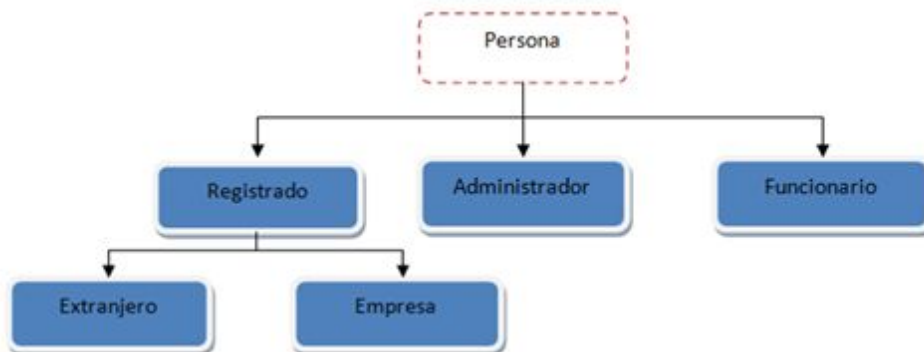 Persona
Registrado
Administrador
Funcionario
Extranjero
Empresa